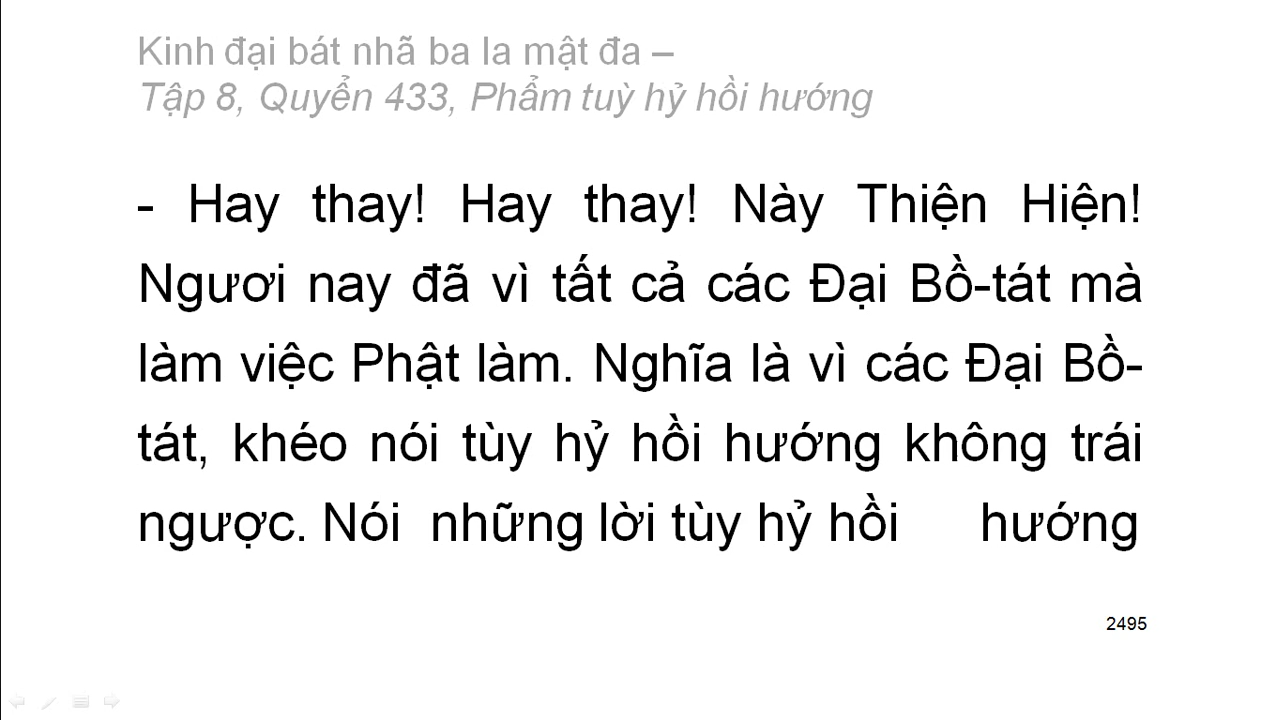 Kinh đại bát nhã ba la mật đa –
Tập 8, Quyển 433, Phẩm tuỳ hỷ hồi hướng
- Hay thay! Hay thay! Này Thiện Hiện!
Ngươi nay đã vì tất cả các Đại Bồ-tát mà
làm việc Phật làm. Nghĩa là vì các Đại Bồ-
tát, khéo nói tùy hỷ hồi hướng không trái
ngược. Nói những lời tùy hỷ hồi hướng
2495